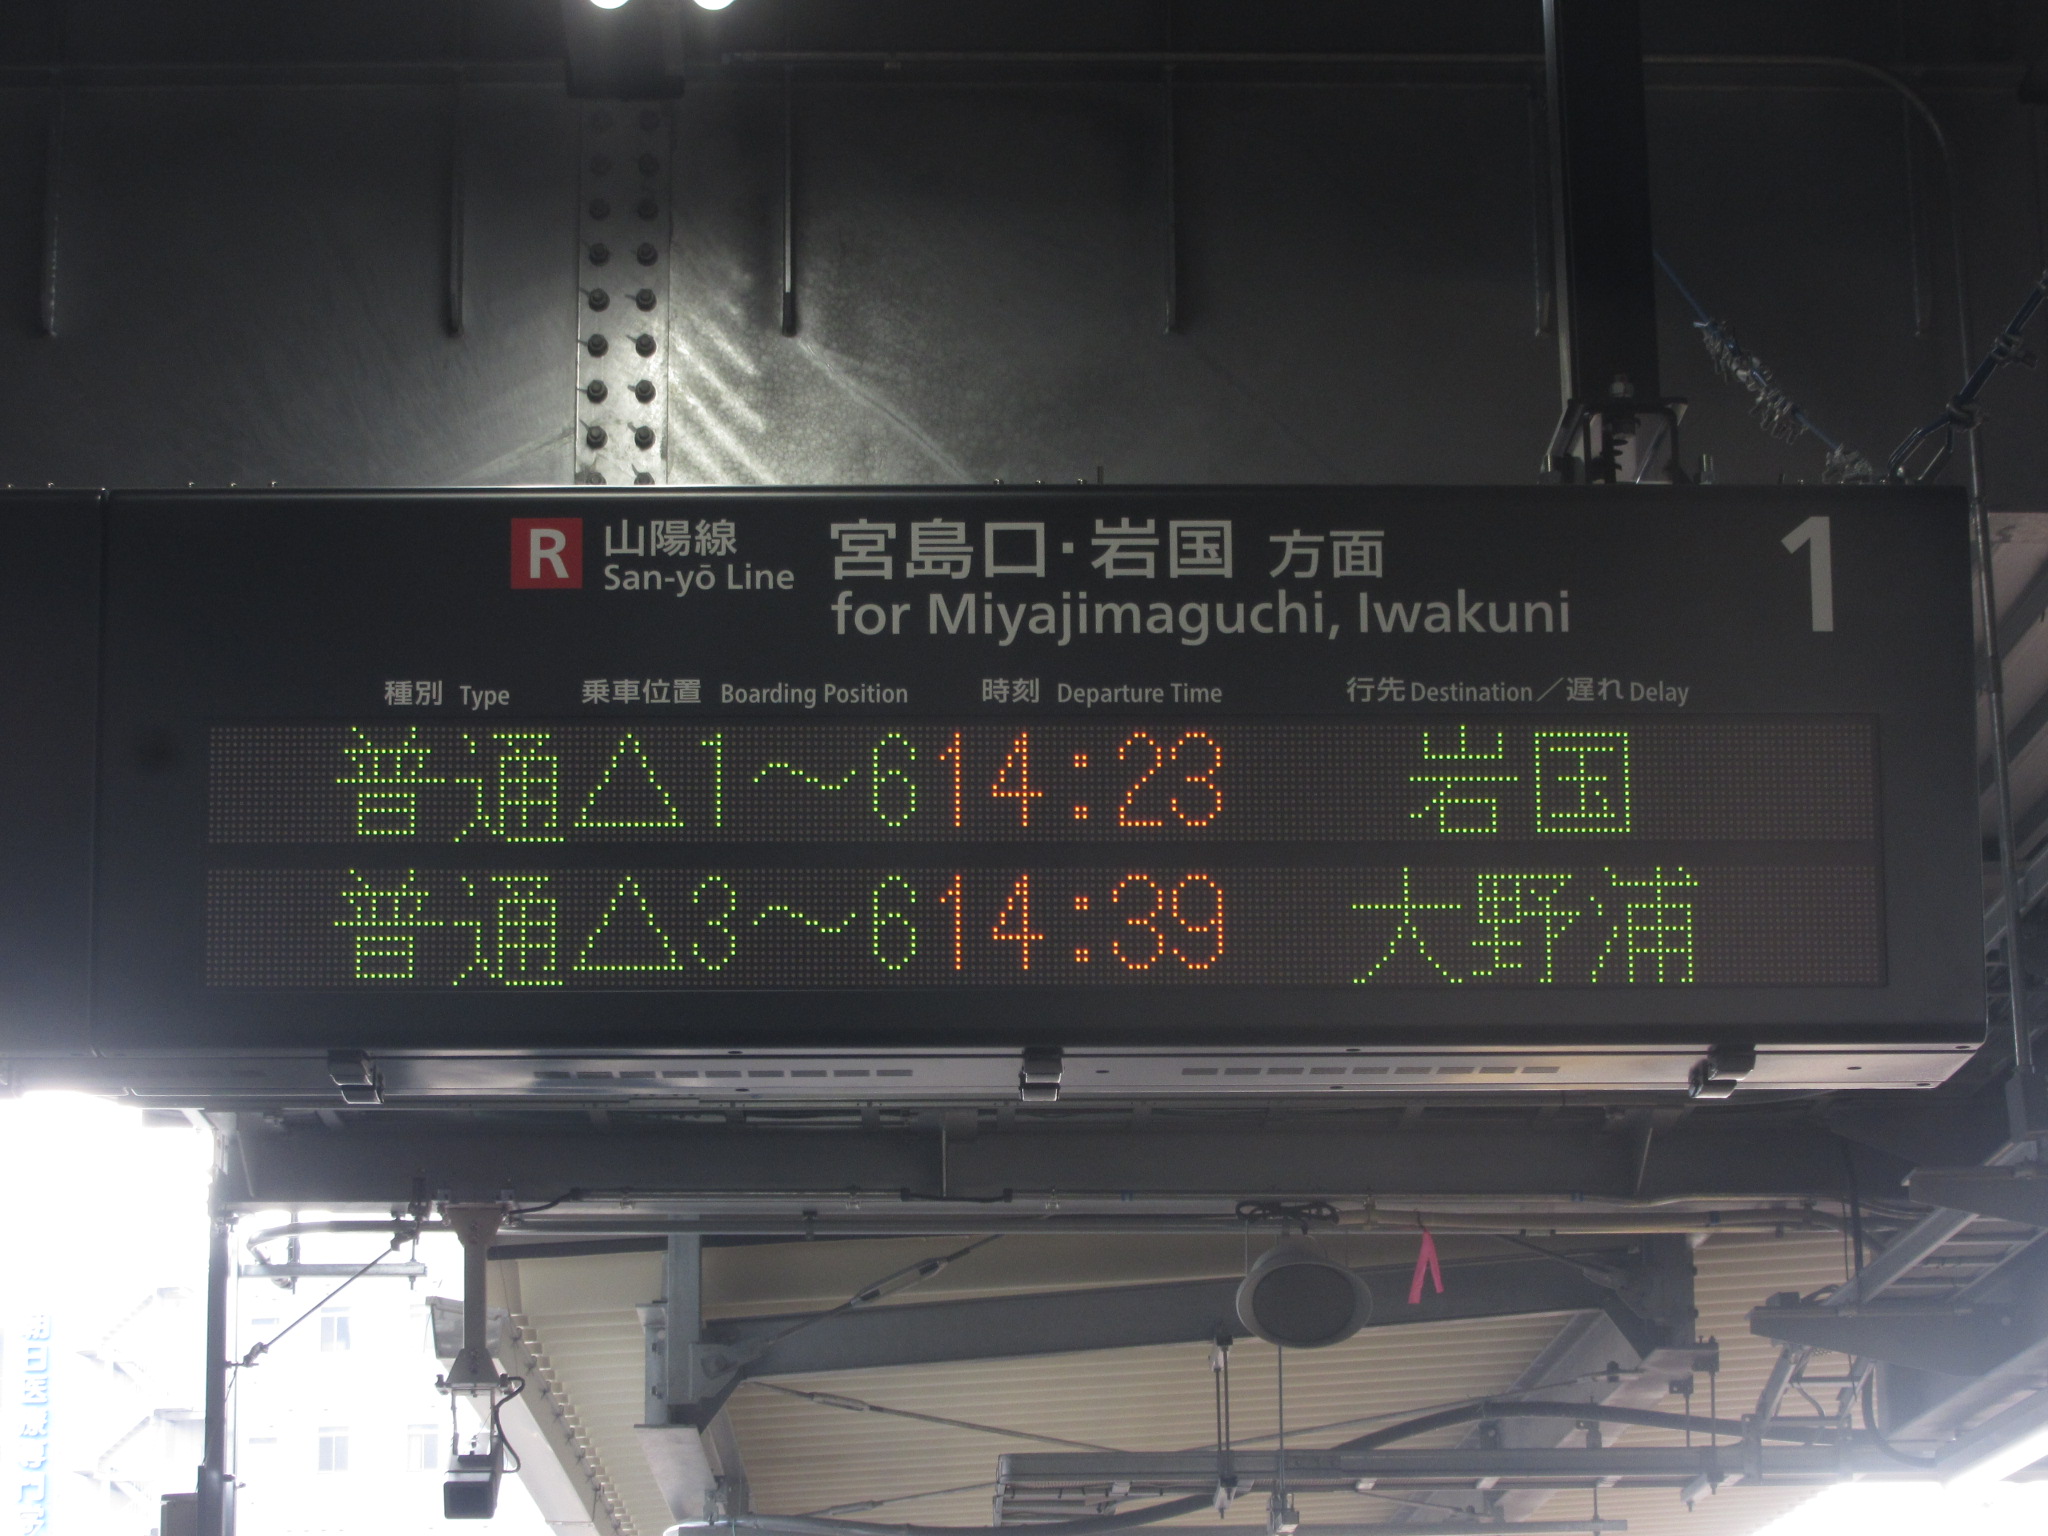 R 山陽線 宮島口・岩国 方面 1
San-yō Line for Miyajimaguchi, Iwakuni
種別 Type 乗車位置 Boarding Position 時刻 Departure Time 行先 Destination／遅れ Delay
普通 △1～6 14:23 岩国
普通 △3～6 14:39 大野浦